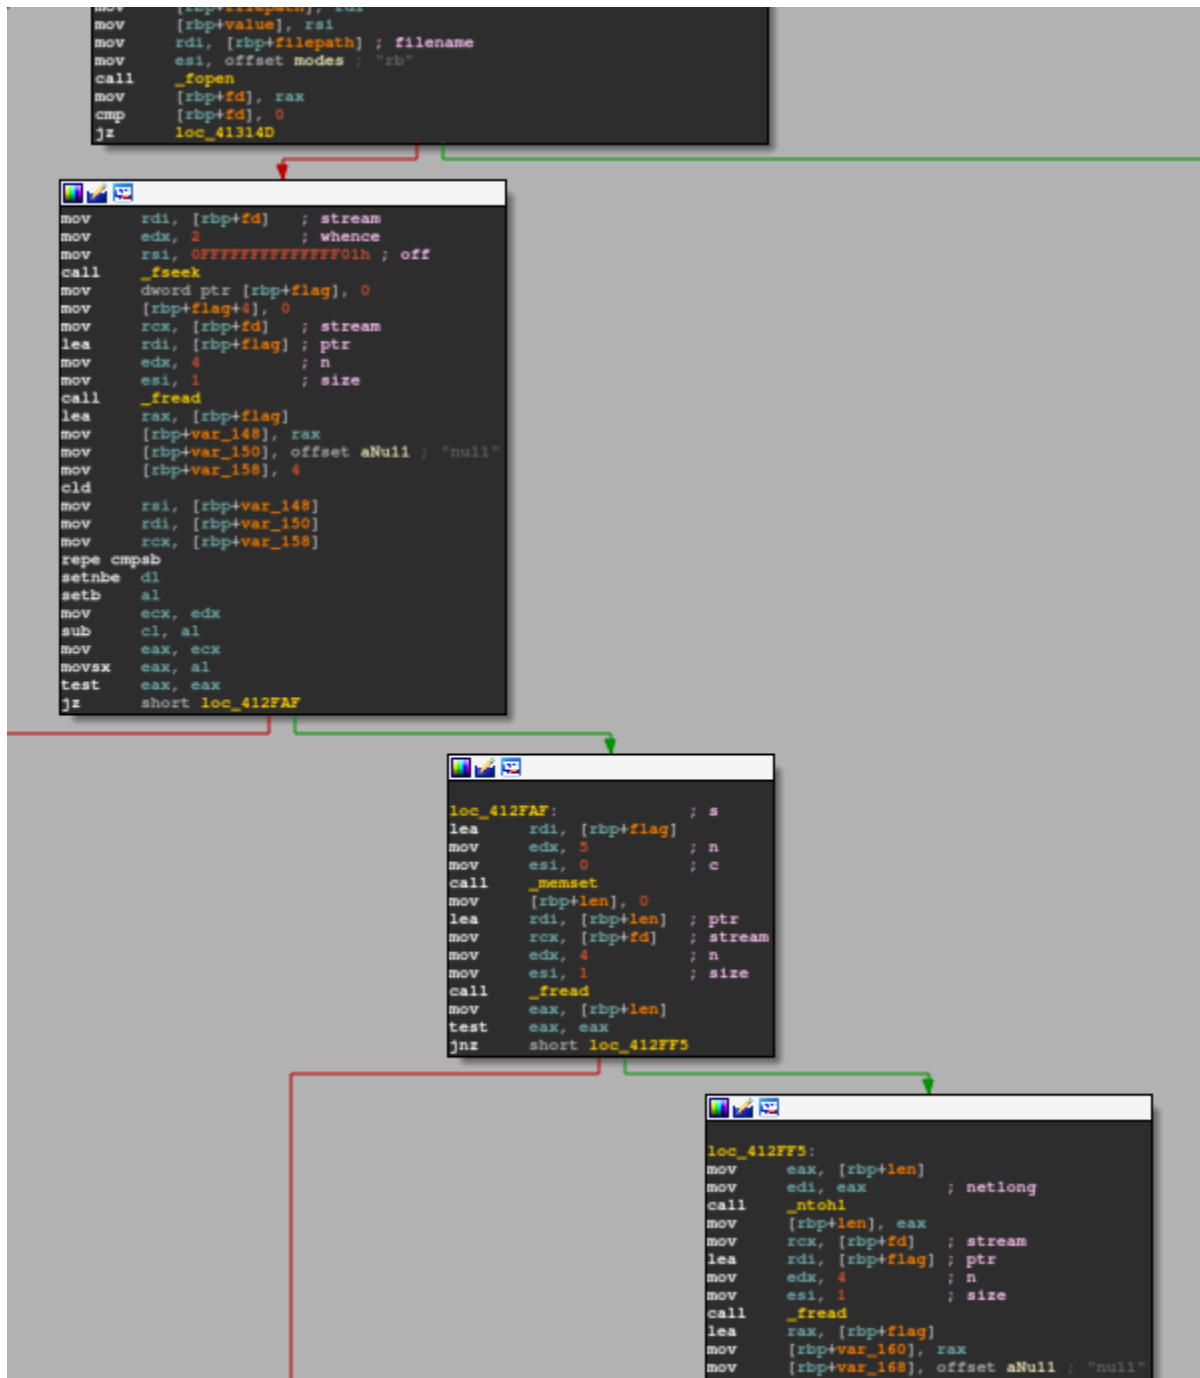 mov [rbp+filepath], rdi
mov [rbp+value], rsi
mov rdi, [rbp+filepath] ; filename
mov esi, offset modes ; "rb"
call _fopen
mov [rbp+fd], rax
cmp [rbp+fd], 0
jz loc_41314D
mov rdi, [rbp+fd] ; stream
mov edx, 2 ; whence
mov rsi, 0FFFFFFFFFFFFFF01h ; off
call _fseek
mov dword ptr [rbp+flag], 0
mov [rbp+flag+4], 0
mov rcx, [rbp+fd] ; stream
lea rdi, [rbp+flag] ; ptr
mov edx, 4 ; n
mov esi, 1 ; size
call _fread
lea rax, [rbp+flag]
mov [rbp+var_148], rax
mov [rbp+var_150], offset aNu11 ; "nu11"
mov [rbp+var_158], 4
cld
mov rsi, [rbp+var_148]
mov rdi, [rbp+var_150]
mov rcx, [rbp+var_158]
repe cmpsb
setnbe dl
setb al
mov ecx, edx
sub cl, al
mov eax, ecx
movsx eax, al
test eax, eax
jz short loc_412FAF
loc_412FAF: ; s
lea rdi, [rbp+flag]
mov edx, 5 ; n
mov esi, 0 ; c
call _memset
mov [rbp+len], 0
lea rdi, [rbp+len] ; ptr
mov rcx, [rbp+fd] ; stream
mov edx, 4 ; n
mov esi, 1 ; size
call _fread
mov eax, [rbp+len]
test eax, eax
jnz short loc_412FF5
loc_412FF5:
mov eax, [rbp+len]
mov edi, eax ; netlong
call _ntohl
mov [rbp+len], eax
mov rcx, [rbp+fd] ; stream
lea rdi, [rbp+flag] ; ptr
mov edx, 4 ; n
mov esi, 1 ; size
call _fread
lea rax, [rbp+flag]
mov [rbp+var_160], rax
mov [rbp+var_168], offset aNu11 ; "nu11"